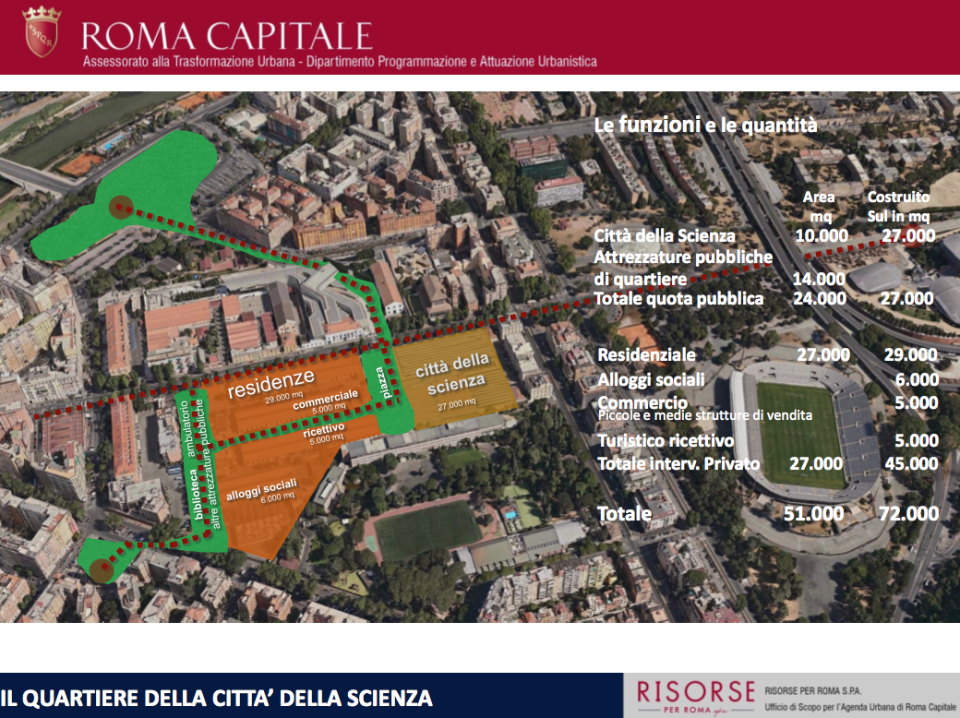 SPQR
ROMA CAPITALE
Assessorato alla Trasformazione Urbana - Dipartimento Programmazione e Attuazione Urbanistica
Le funzioni e le quantità
Area Costruito
mq Sul in mq
Città della Scienza 10.000 27.000
Attrezzature pubbliche
di quartiere 14.000
Totale quota pubblica 24.000 27.000
Residenziale 27.000 29.000
Alloggi sociali 6.000
Commercio 5.000
Piccole e medie strutture di vendita
Turistico ricettivo 5.000
Totale interv. Privato 27.000 45.000
Totale 51.000 72.000
residenze
29.000 mq
commerciale
5.000 mq
ricettivo
5.000 mq
alloggi sociali
6.000 mq
piazza
città della
scienza
27.000 mq
biblioteca ambulatorio
altre attrezzature pubbliche
IL QUARTIERE DELLA CITTA’ DELLA SCIENZA
RISORSE
PER ROMA spa
RISORSE PER ROMA S.P.A.
Ufficio di Scopo per l'Agenda Urbana di Roma Capitale